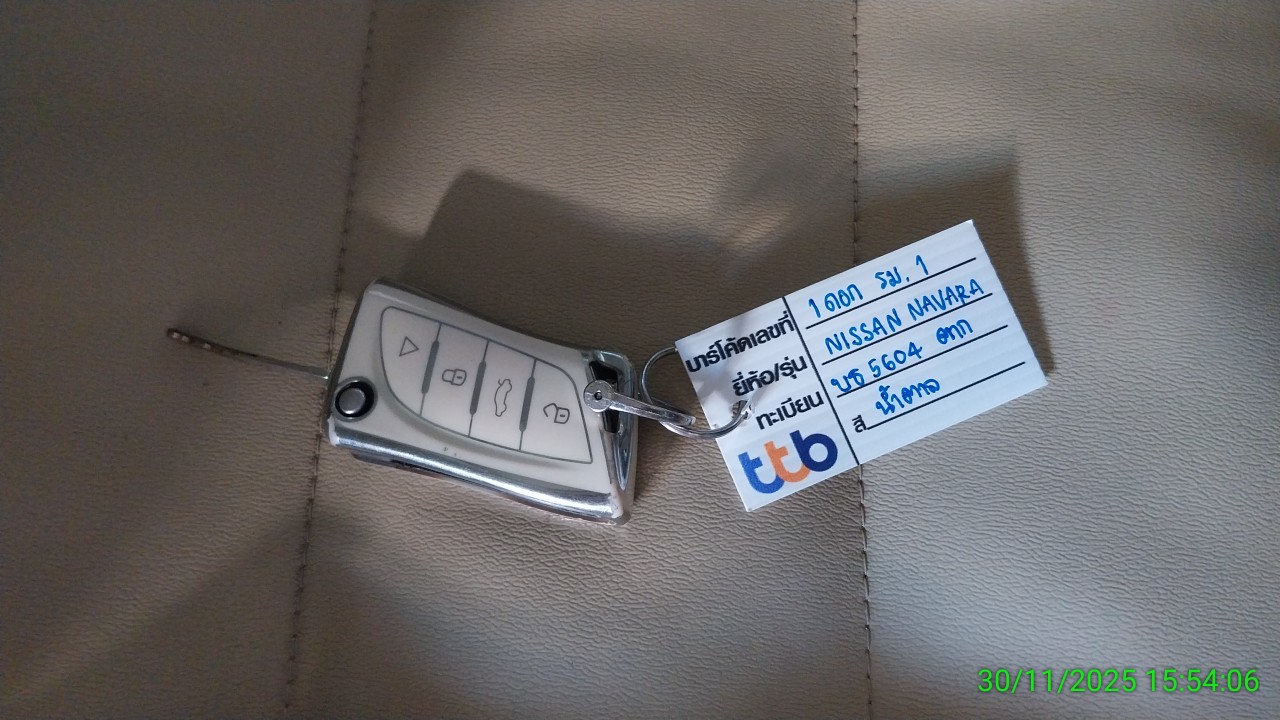 บาร์โค้ดเลขที่ 1 ดอก รม. 1
ยี่ห้อ/รุ่น NISSAN NAVARA
ทะเบียน บธ 5604 ตาก
สี น้ำตาล
ttb
30/11/2025 15:54:06